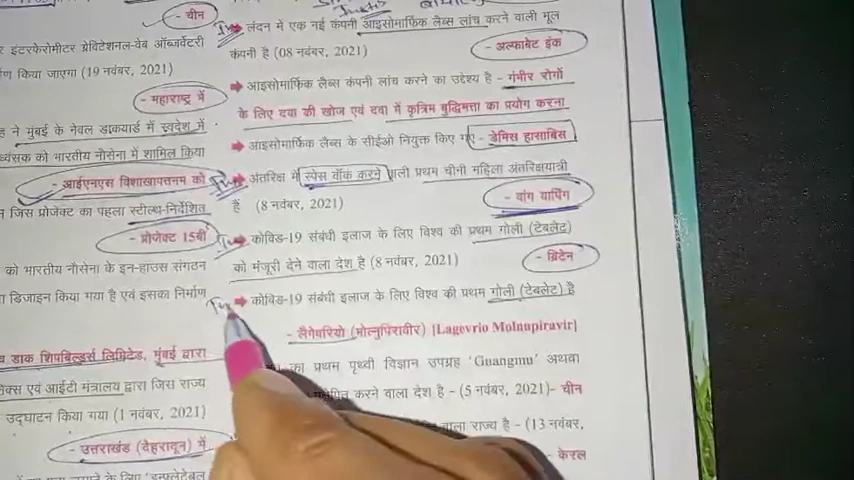 - चीन
इंटरफेरोमीटर ग्रेविटेशनल-वेब ऑब्जर्वेटरी
किया जाएगा (19 नवंबर, 2021)
- महाराष्ट्र में
ने मुंबई के नेवल डाकयार्ड में स्वदेश में
को भारतीय नौसेना में शामिल किया
- आईएनएस विशाखापत्तनम को
जिस प्रोजेक्ट का पहला स्टील्थ-निर्देशित
- प्रोजेक्ट 15बी
को भारतीय नौसेना के इन-हाउस संगठन
डिजाइन किया गया है एवं इसका निर्माण
डाक शिपबिल्डर्स लिमिटेड, मुंबई द्वारा
एवं आईटी मंत्रालय द्वारा जिस राज्य
उद्घाटन किया गया (1 नवंबर, 2021)
- उत्तराखंड (देहरादून) में
के लिए 'इन्फ्लेटेबल
लंदन में एक नई कंपनी आइसोमार्फिक लैब्स लांच करने वाली मूल
कंपनी है (08 नवंबर, 2021)
- अल्फाबेट इंक
आइसोमार्फिक लैब्स कंपनी लांच करने का उद्देश्य है - गंभीर रोगों
के लिए दवा की खोज एवं दवा में कृत्रिम बुद्धिमत्ता का प्रयोग करना
आइसोमार्फिक लैब्स के सीईओ नियुक्त किए गए - डेमिस हासाबिस
अंतरिक्ष में स्पेस वॉक करने वाली प्रथम चीनी महिला अंतरिक्षयात्री
हैं (8 नवंबर, 2021)
- वांग यापिंग
कोविड-19 संबंधी इलाज के लिए विश्व की प्रथम गोली (टेबलेट)
को मंजूरी देने वाला देश है (8 नवंबर, 2021)
- ब्रिटेन
कोविड-19 संबंधी इलाज के लिए विश्व की प्रथम गोली (टेबलेट) है
- लैगेवरियो (मोल्नुपिरावीर) [Lagevrio Molnupiravir]
का प्रथम पृथ्वी विज्ञान उपग्रह 'Guangmu' अथवा
करने वाला देश है - (5 नवंबर, 2021)- चीन
वाला राज्य है - (13 नवंबर,
- केरल